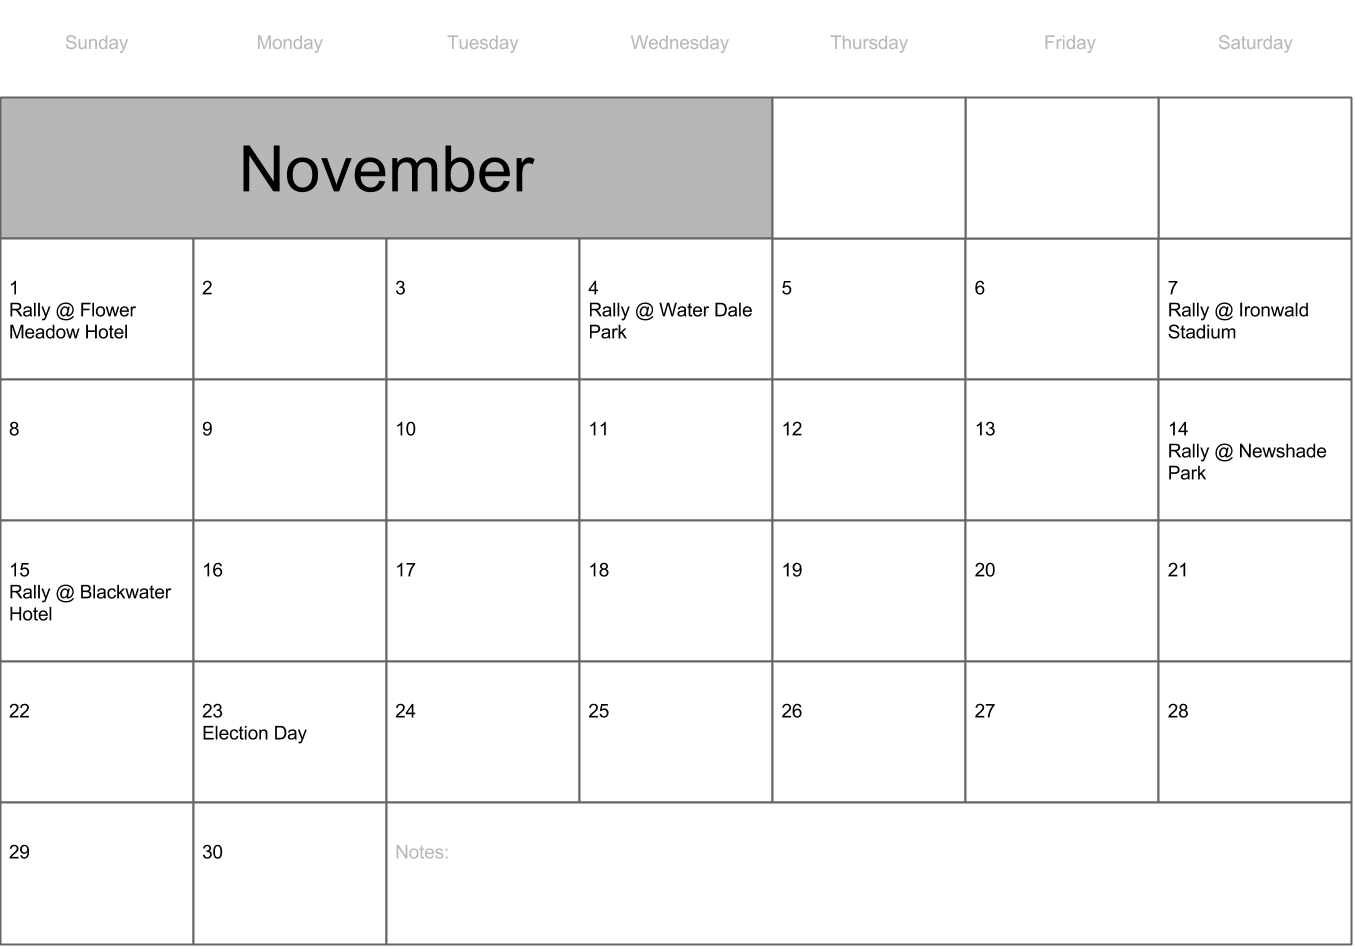 Sunday
Monday
Tuesday
Wednesday
Thursday
Friday
Saturday
November
1
Rally @ Flower
Meadow Hotel
2
3
4
Rally @ Water Dale
Park
5
6
7
Rally @ Ironwald
Stadium
8
9
10
11
12
13
14
Rally @ Newshade
Park
15
Rally @ Blackwater
Hotel
16
17
18
19
20
21
22
23
Election Day
24
25
26
27
28
29
30
Notes: